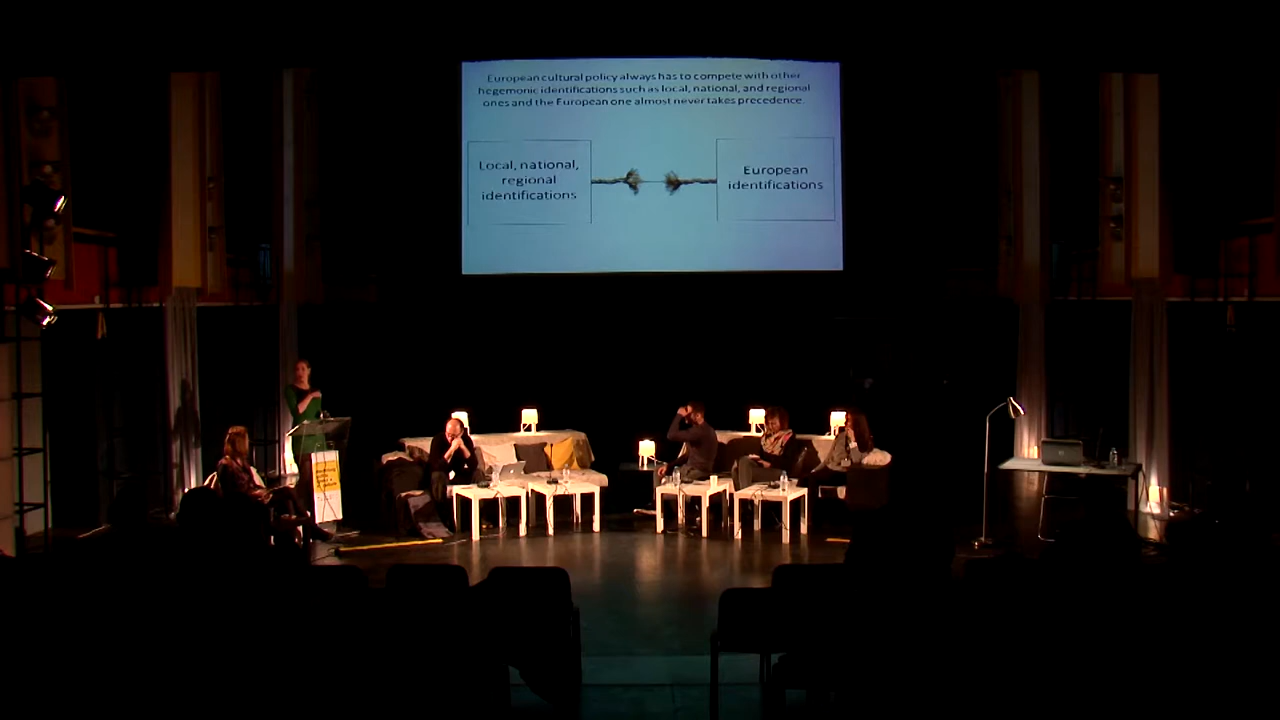 European cultural policy always has to compete with other
hegemonic identifications such as local, national, and regional
ones and the European one almost never takes precedence.
Local, national,
regional
identifications
European
identifications